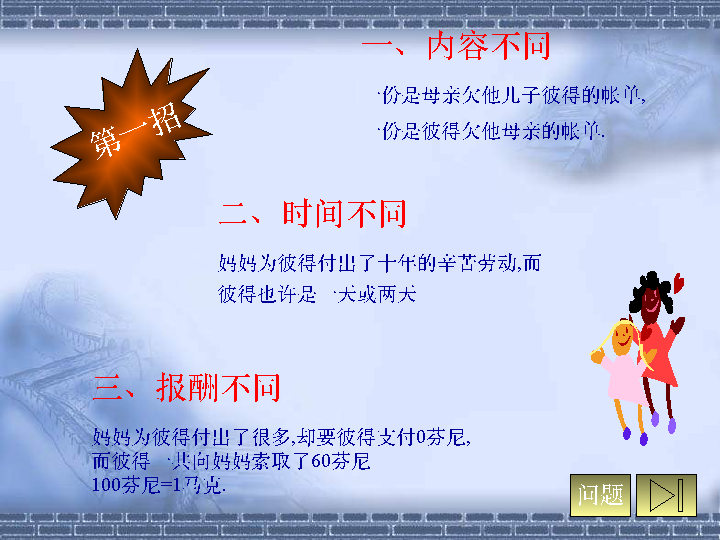 第一招
一、内容不同
一份是母亲欠他儿子彼得的帐单,
一份是彼得欠他母亲的帐单.
二、时间不同
妈妈为彼得付出了十年的辛苦劳动,而
彼得也许是一天或两天
三、报酬不同
妈妈为彼得付出了很多,却要彼得支付0芬尼,
而彼得一共向妈妈索取了60芬尼
100芬尼=1马克.
问题